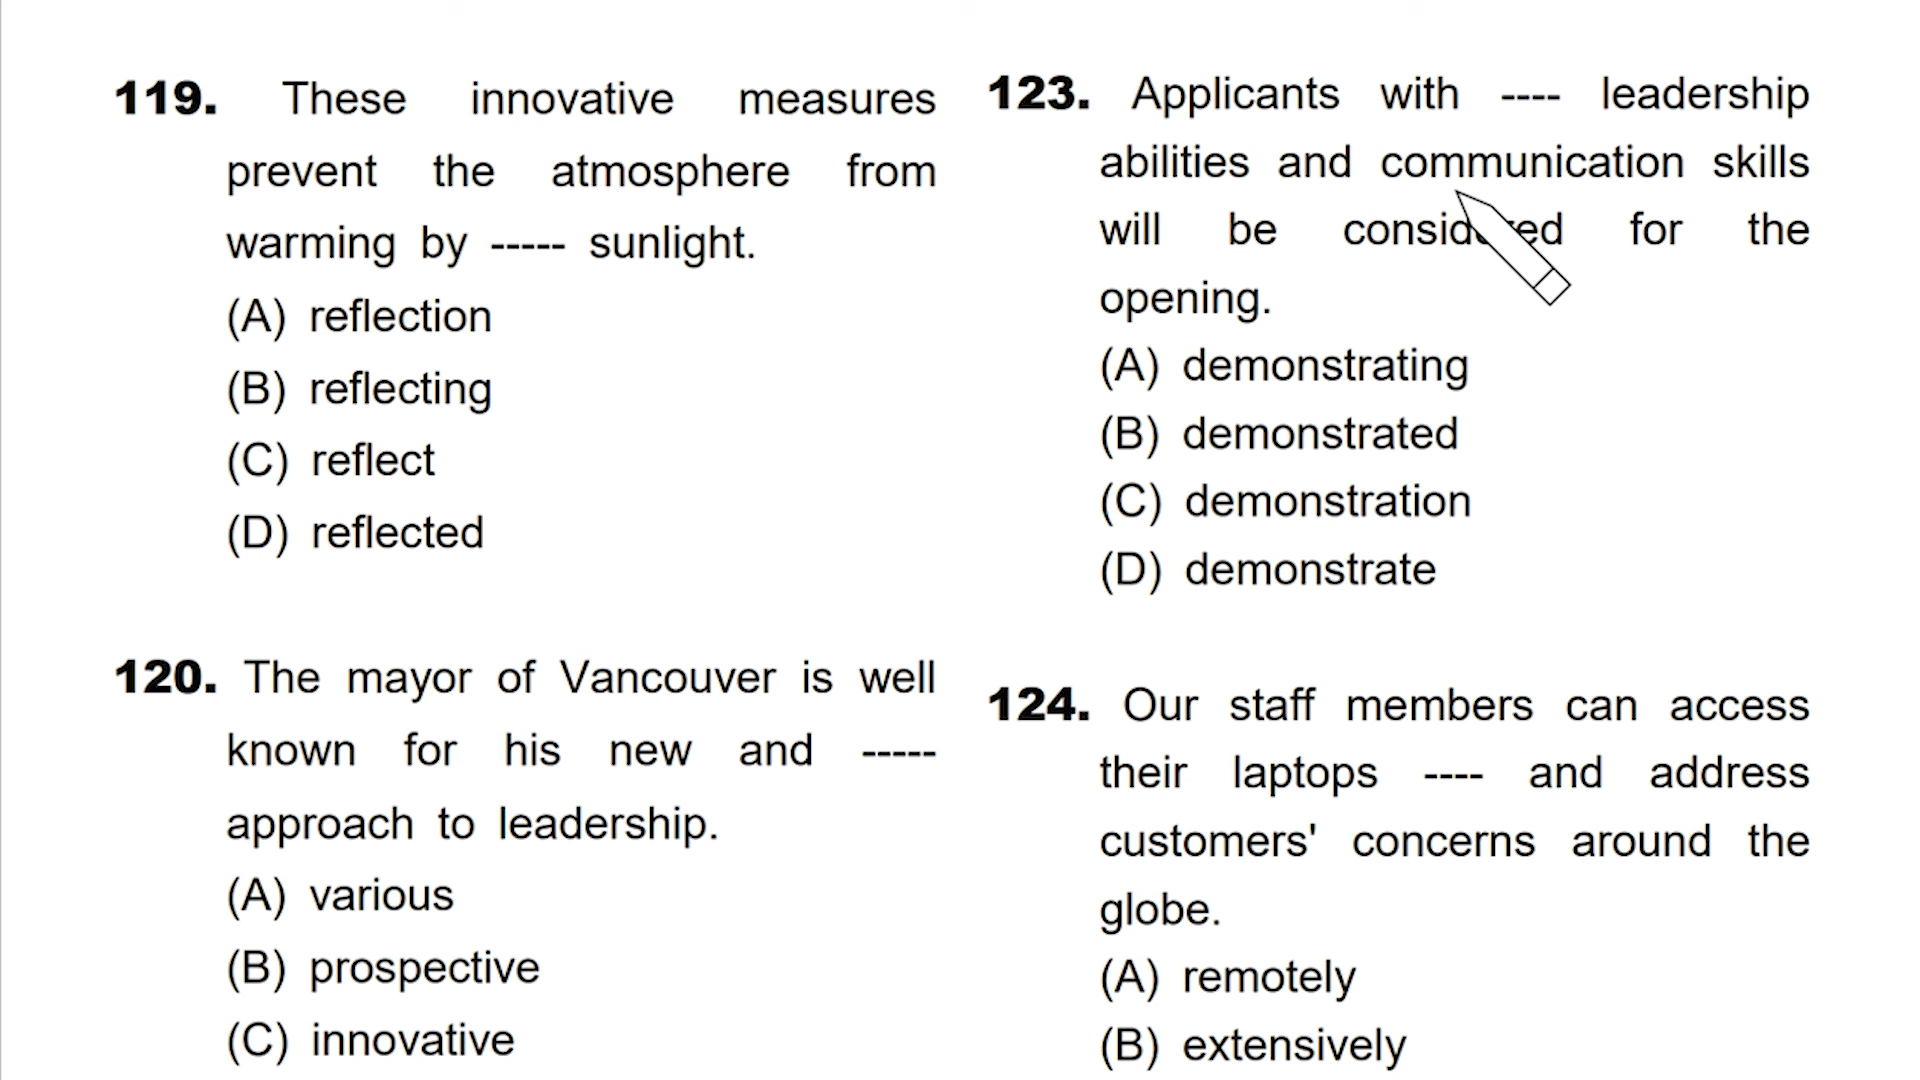 119. These innovative measures
prevent the atmosphere from
warming by ----- sunlight.
(A) reflection
(B) reflecting
(C) reflect
(D) reflected
120. The mayor of Vancouver is well
known for his new and -----
approach to leadership.
(A) various
(B) prospective
(C) innovative
123. Applicants with ---- leadership
abilities and communication skills
will be considered for the
opening.
(A) demonstrating
(B) demonstrated
(C) demonstration
(D) demonstrate
124. Our staff members can access
their laptops ---- and address
customers' concerns around the
globe.
(A) remotely
(B) extensively